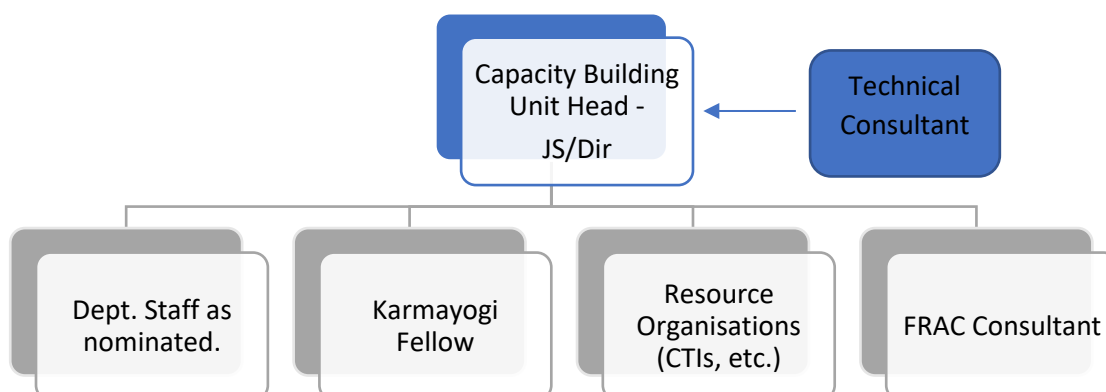 Capacity Building
Unit Head -
JS/Dir
Technical
Consultant
Dept. Staff as
nominated.
Karmayogi
Fellow
Resource
Organisations
(CTIs, etc.)
FRAC Consultant